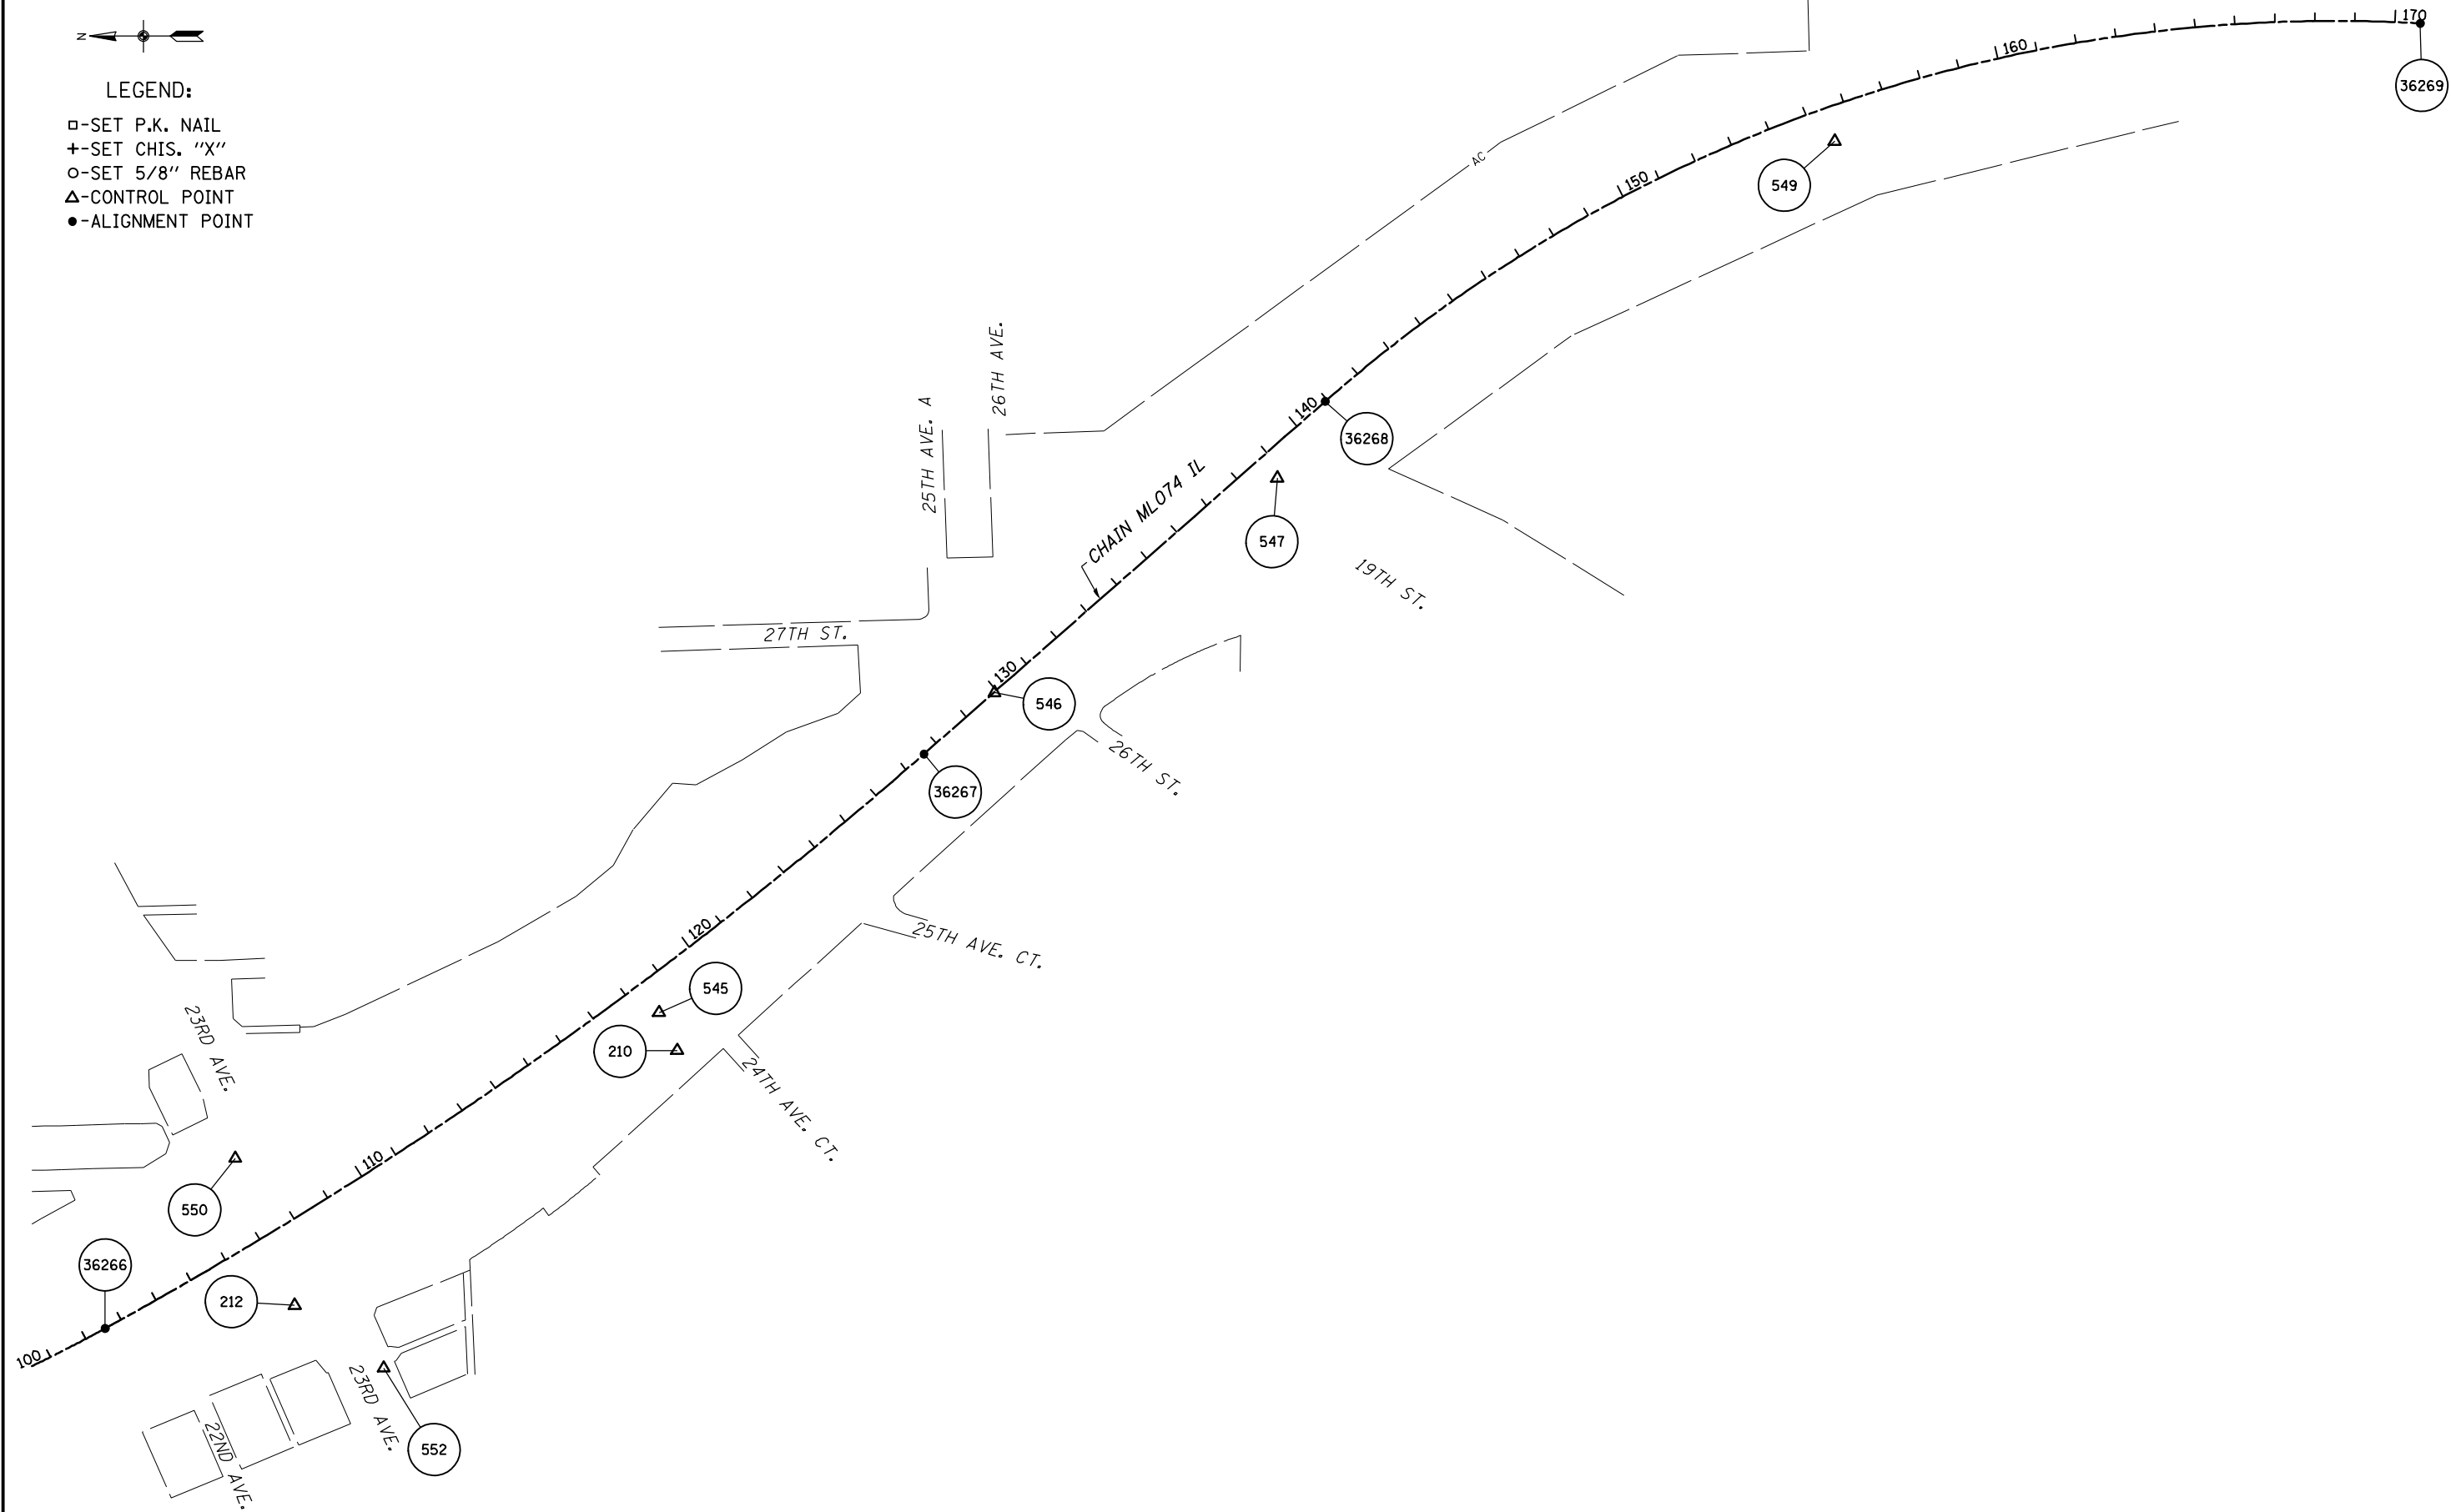 N
LEGEND:
□-SET P.K. NAIL
+-SET CHIS. "X"
○-SET 5/8" REBAR
△-CONTROL POINT
●-ALIGNMENT POINT
170
36269
160
AC
150
549
26TH AVE.
25TH AVE. A
140
36268
CHAIN ML074 IL
547
19TH ST.
27TH ST.
130
546
26TH ST.
36267
120
25TH AVE. CT.
545
210
23RD AVE.
24TH AVE. CT.
110
550
36266
212
100
23RD AVE.
552
22ND AVE.